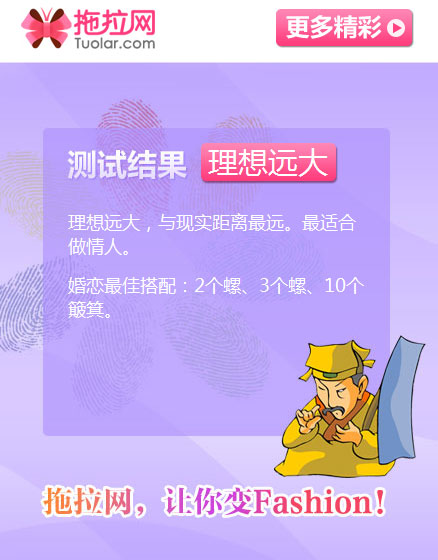 拖拉网
Tuolar.com
更多精彩
测试结果 理想远大
理想远大，与现实距离最远。最适合
做情人。
婚恋最佳搭配：2个螺、3个螺、10个
簸箕。
拖拉网，让你变Fashion！